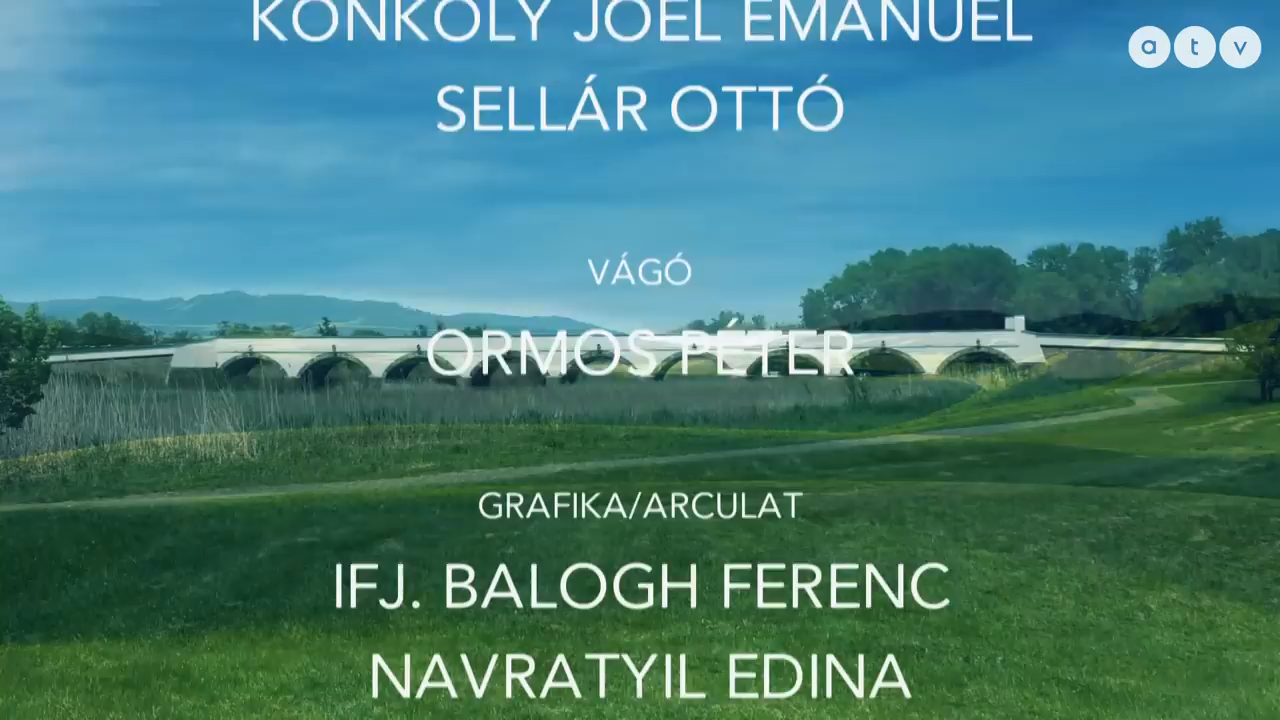 KONKOLY JOEL EMANUEL
atv
SELLÁR OTTÓ
VÁGÓ
ORMOS PÉTER
GRAFIKA/ARCULAT
IFJ. BALOGH FERENC
NAVRATYIL EDINA